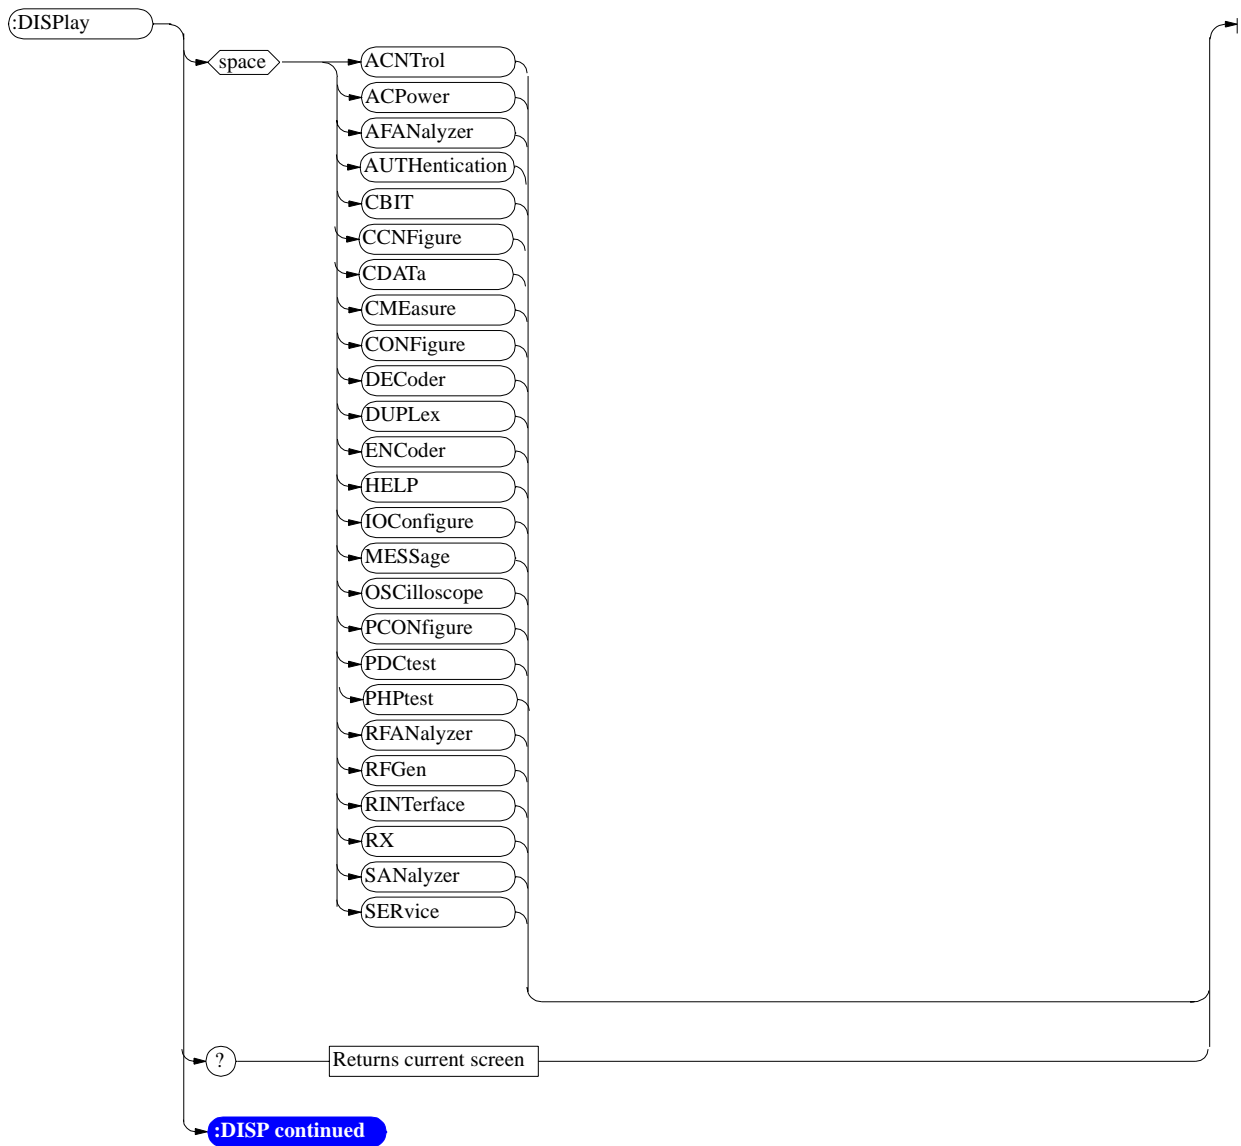 :DISPlay
space
ACNTrol
ACPower
AFANalyzer
AUTHentication
CBIT
CCNFigure
CDATa
CMEasure
CONFigure
DECoder
DUPLex
ENCoder
HELP
IOConfigure
MESSage
OSCilloscope
PCONfigure
PDCtest
PHPtest
RFANalyzer
RFGen
RINTerface
RX
SANalyzer
SERvice
?
Returns current screen
:DISP continued